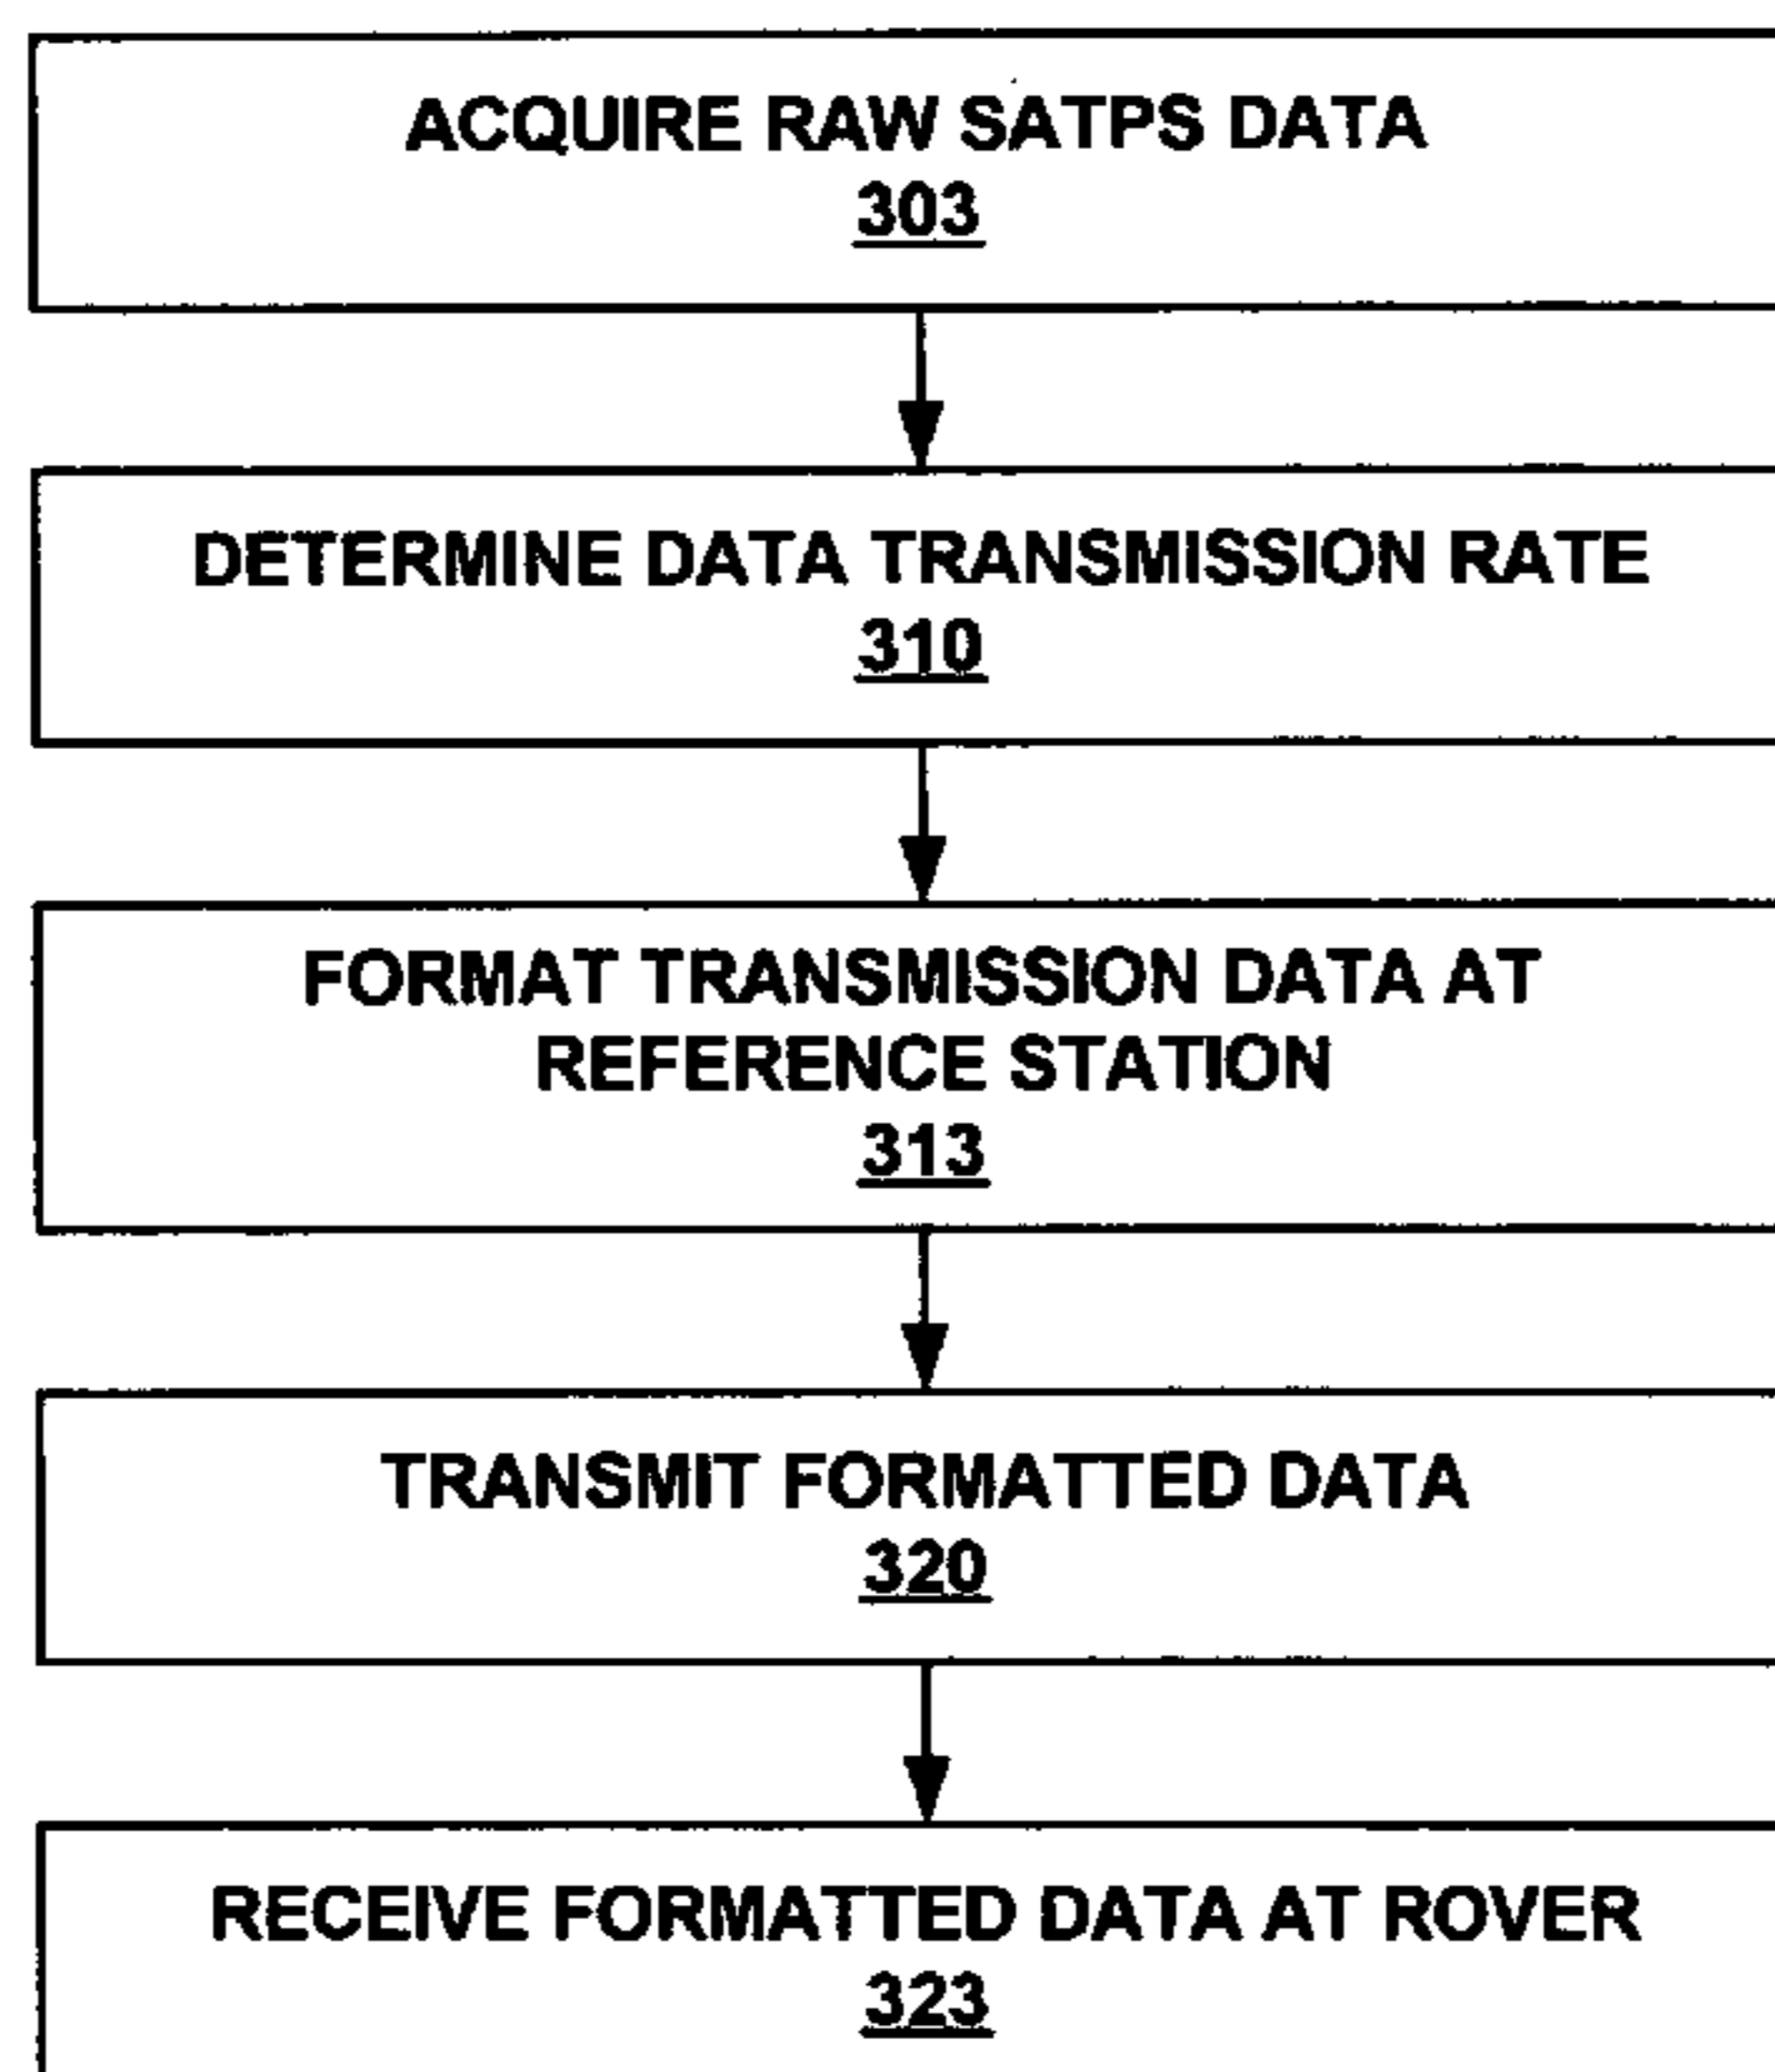 ACQUIRE RAW SATPS DATA
303
DETERMINE DATA TRANSMISSION RATE
310
FORMAT TRANSMISSION DATA AT
REFERENCE STATION
313
TRANSMIT FORMATTED DATA
320
RECEIVE FORMATTED DATA AT ROVER
323